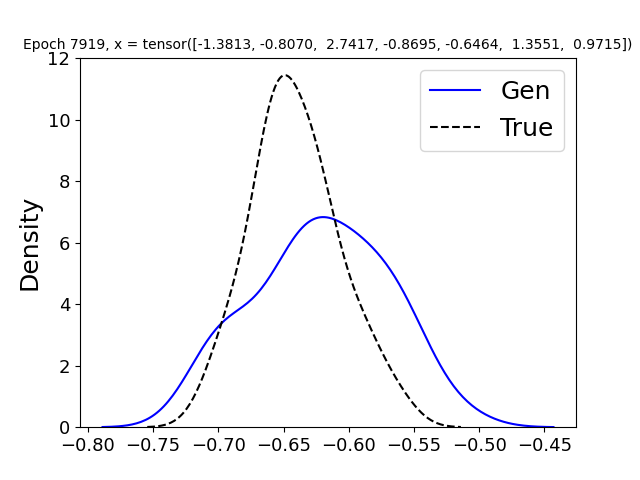 Epoch 7919, x = tensor([-1.3813, -0.8070,  2.7417, -0.8695, -0.6464,  1.3551,  0.9715])
Gen
True
Density
12
10
8
6
4
2
0
−0.80 −0.75 −0.70 −0.65 −0.60 −0.55 −0.50 −0.45